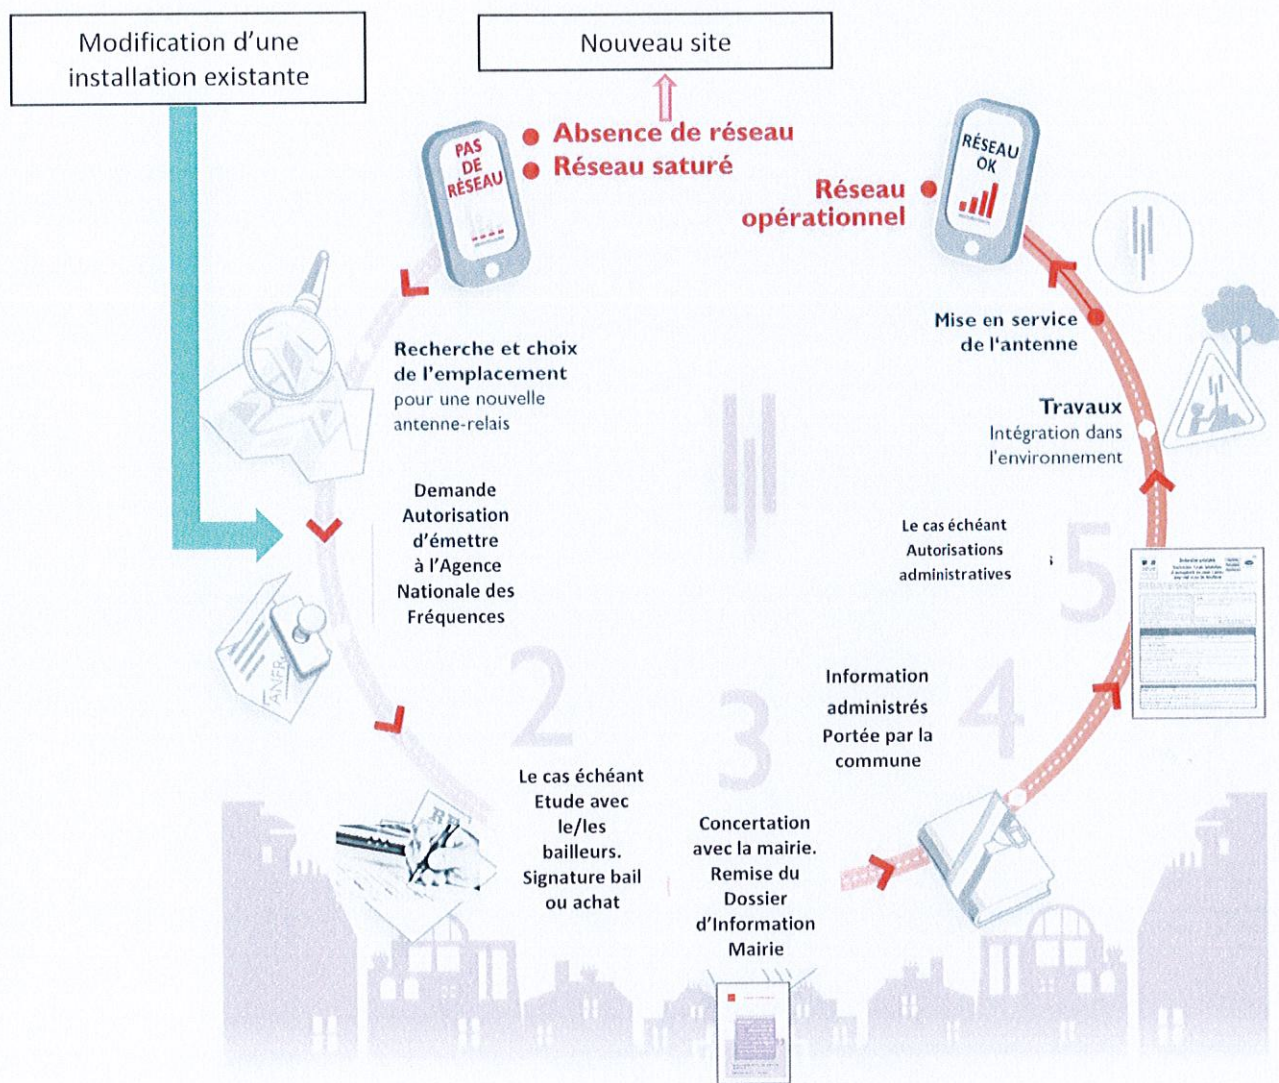 Modification d'une
installation existante
Nouveau site
Absence de réseau
Réseau saturé
PAS
DE
RÉSEAU
RÉSEAU
OK
Réseau
opérationnel
Recherche et choix
de l'emplacement
pour une nouvelle
antenne-relais
Demande
Autorisation
d'émettre
à l'Agence
Nationale des
Fréquences
ANFR
2
Le cas échéant
Etude avec
le/les
bailleurs.
Signature bail
ou achat
3
Concertation
avec la mairie.
Remise du
Dossier
d'Information
Mairie
4
Information
administrés
Portée par la
commune
5
Le cas échéant
Autorisations
administratives
Travaux
Intégration dans
l'environnement
Mise en service
de l'antenne